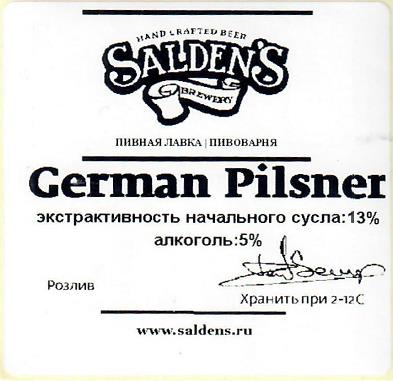 HAND CRAFTED BEER
SALDEN'S
BREWERY
ПИВНАЯ ЛАВКА | ПИВОВАРНЯ
German Pilsner
экстрактивность начального сусла:13%
алкоголь:5%
Розлив
Хранить при 2-12С
www.saldens.ru